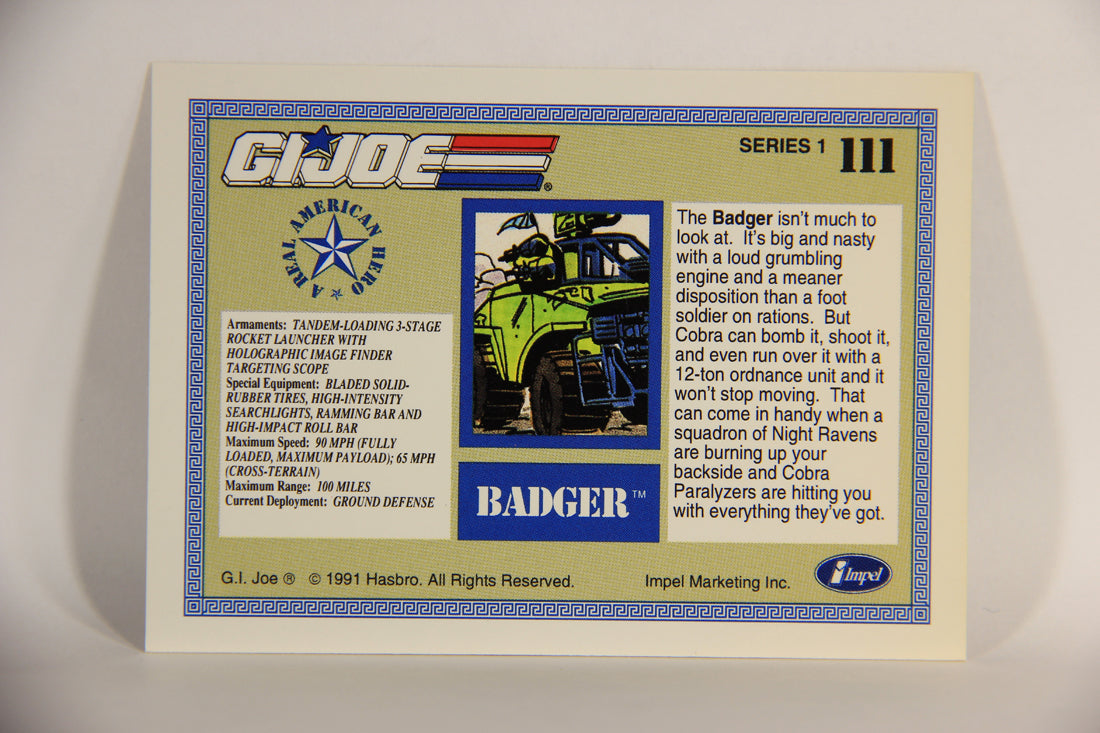 G.I.JOE®
SERIES 1 111
A REAL AMERICAN HERO
Armaments: TANDEM-LOADING 3-STAGE
ROCKET LAUNCHER WITH
HOLOGRAPHIC IMAGE FINDER
TARGETING SCOPE
Special Equipment: BLADED SOLID-
RUBBER TIRES, HIGH-INTENSITY
SEARCHLIGHTS, RAMMING BAR AND
HIGH-IMPACT ROLL BAR
Maximum Speed: 90 MPH (FULLY
LOADED, MAXIMUM PAYLOAD); 65 MPH
(CROSS-TERRAIN)
Maximum Range: 100 MILES
Current Deployment: GROUND DEFENSE
BADGER™
The Badger isn't much to
look at. It's big and nasty
with a loud grumbling
engine and a meaner
disposition than a foot
soldier on rations. But
Cobra can bomb it, shoot it,
and even run over it with a
12-ton ordnance unit and it
won't stop moving. That
can come in handy when a
squadron of Night Ravens
are burning up your
backside and Cobra
Paralyzers are hitting you
with everything they've got.
G.I. Joe ® © 1991 Hasbro. All Rights Reserved.
Impel Marketing Inc.
Impel